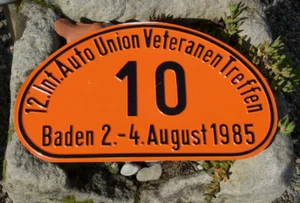 12.Int.Auto Union Veteranen Treffen
10
Baden 2.-4.August 1985